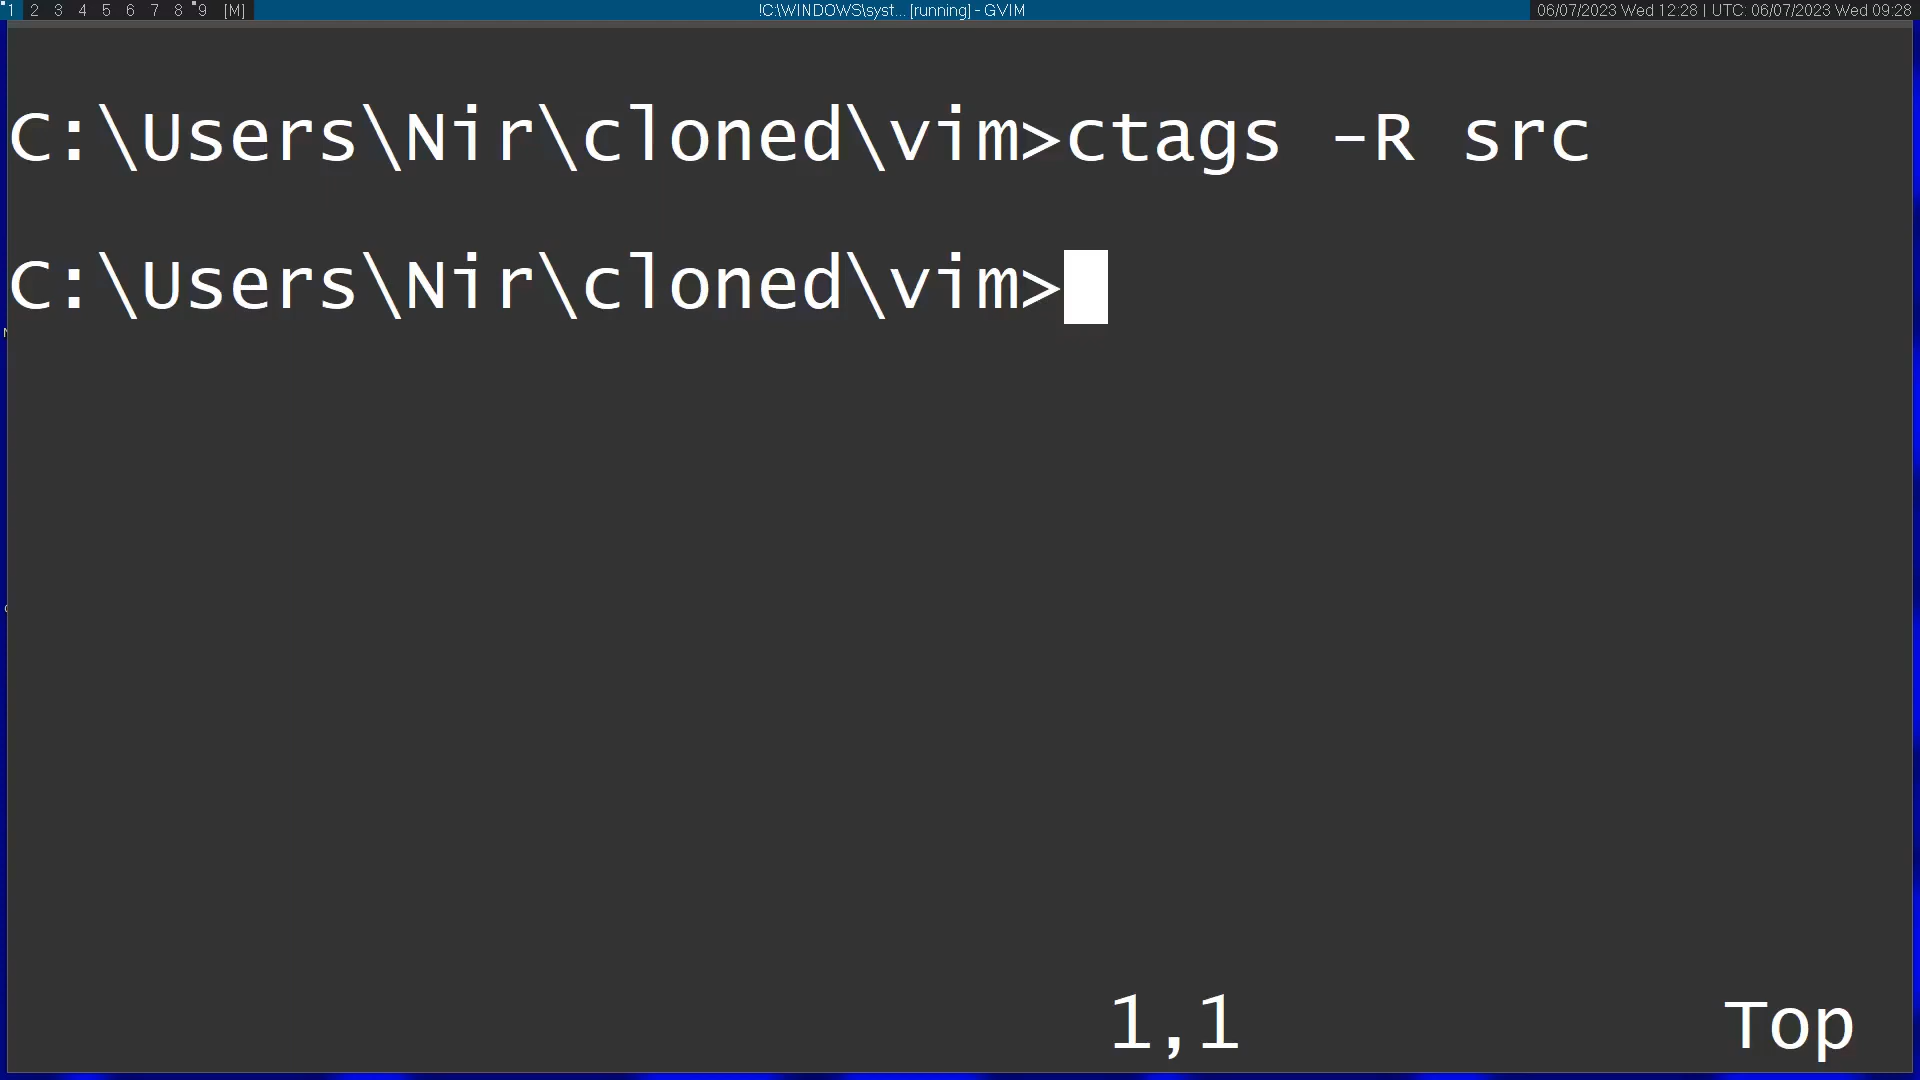 1 2 3 4 5 6 7 8 9 [M] !C:\WINDOWS\syst... [running] - GVIM 06/07/2023 Wed 12:28 | UTC: 06/07/2023 Wed 09:28
C:\Users\Nir\cloned\vim>ctags -R src
C:\Users\Nir\cloned\vim>
1,1 Top